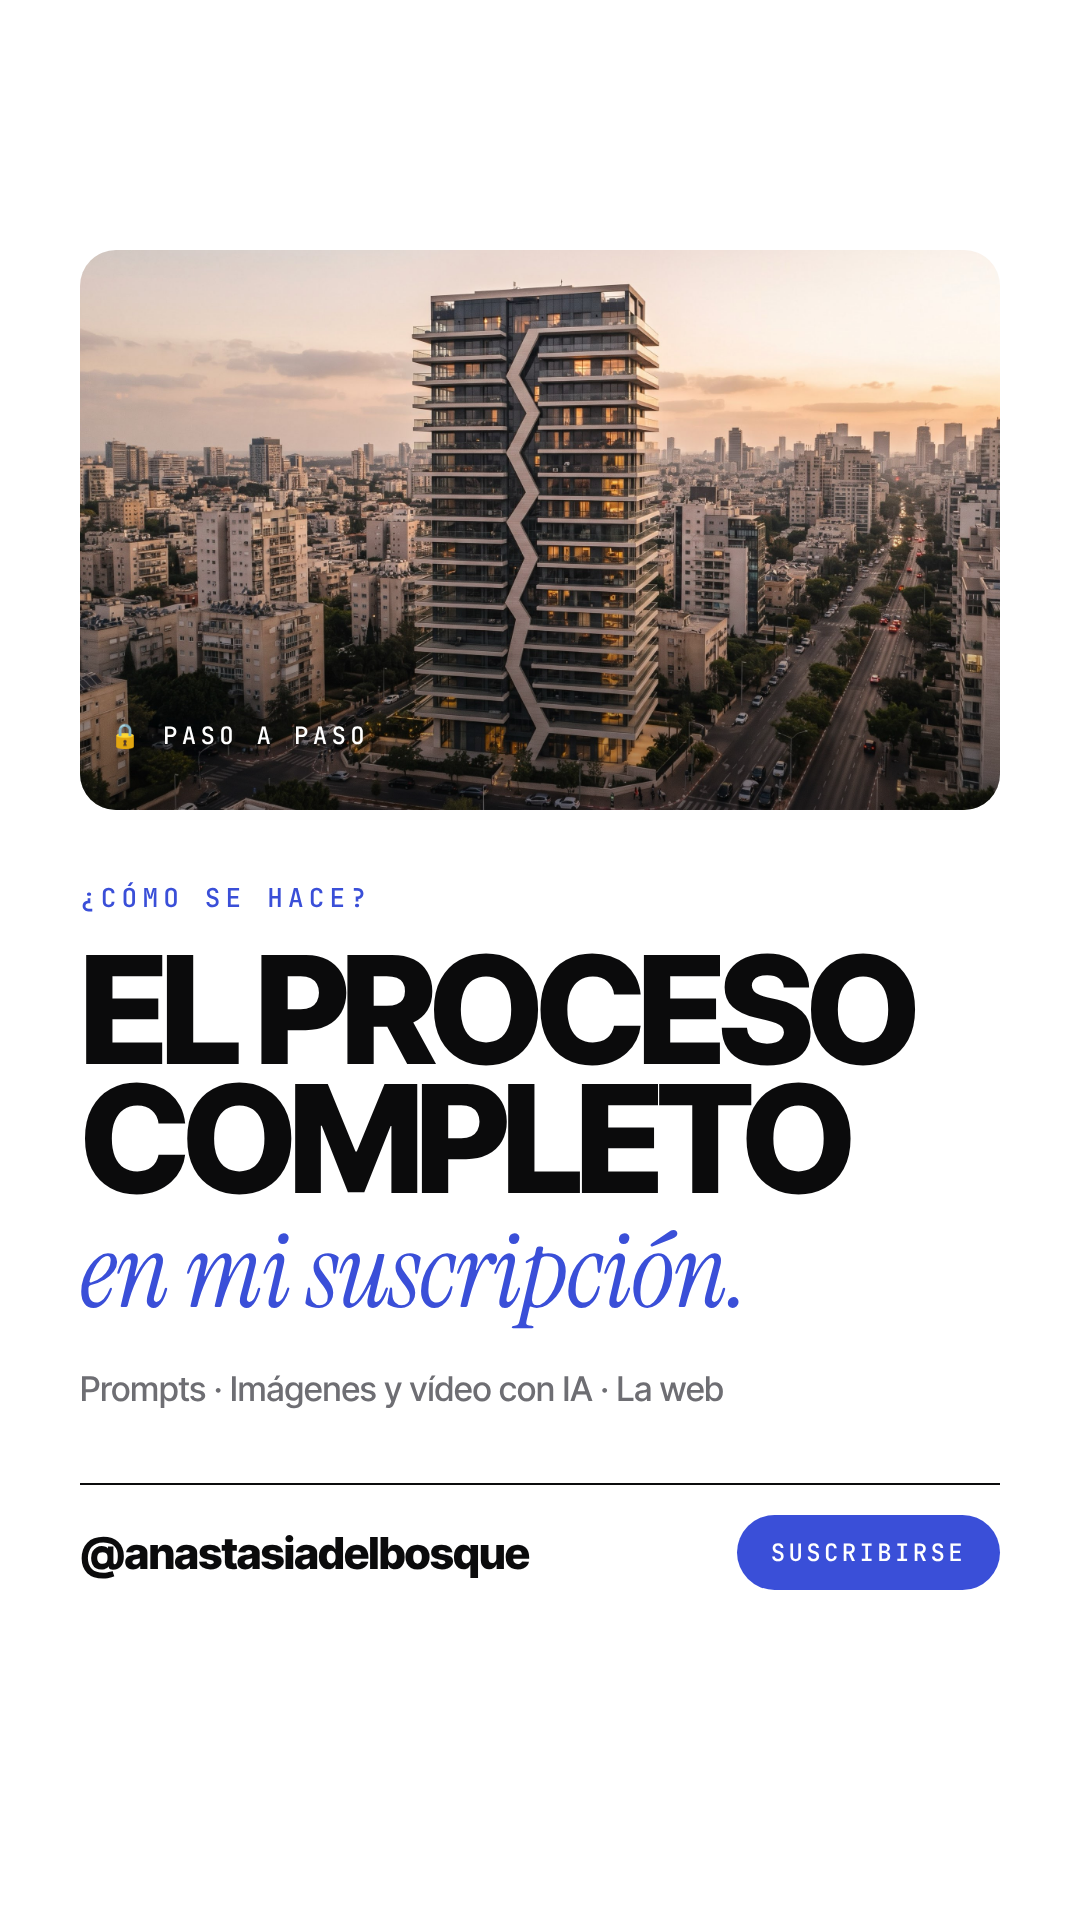 🔒 PASO A PASO
¿CÓMO SE HACE?
EL PROCESO
COMPLETO
en mi suscripción.
Prompts · Imágenes y vídeo con IA · La web
@anastasiadelbosque
SUSCRIBIRSE